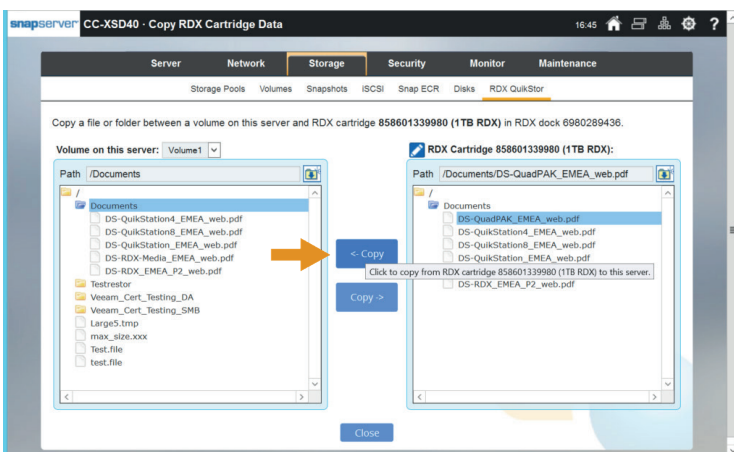 snapserver™ CC-XSD40 · Copy RDX Cartridge Data 16:45 ?
Server Network Storage Security Monitor Maintenance
Storage Pools Volumes Snapshots iSCSI Snap ECR Disks RDX QuikStor
Copy a file or folder between a volume on this server and RDX cartridge 858601339980 (1TB RDX) in RDX dock 6980289436.
Volume on this server: Volume1
RDX Cartridge 858601339980 (1TB RDX):
Path /Documents
/
Documents
DS-QuikStation4_EMEA_web.pdf
DS-QuikStation8_EMEA_web.pdf
DS-QuikStation_EMEA_web.pdf
DS-RDX-Media_EMEA_web.pdf
DS-RDX_EMEA_P2_web.pdf
Testrestor
Veeam_Cert_Testing_DA
Veeam_Cert_Testing_SMB
Large5.tmp
max_size.xxx
Test.file
test.file
<- Copy
Click to copy from RDX cartridge 858601339980 (1TB RDX) to this server.
Copy ->
Path /Documents/DS-QuadPAK_EMEA_web.pdf
/
Documents
DS-QuadPAK_EMEA_web.pdf
DS-QuikStation4_EMEA_web.pdf
DS-QuikStation8_EMEA_web.pdf
DS-QuikStation_EMEA_web.pdf
DS-RDX_EMEA_P2_web.pdf
Close